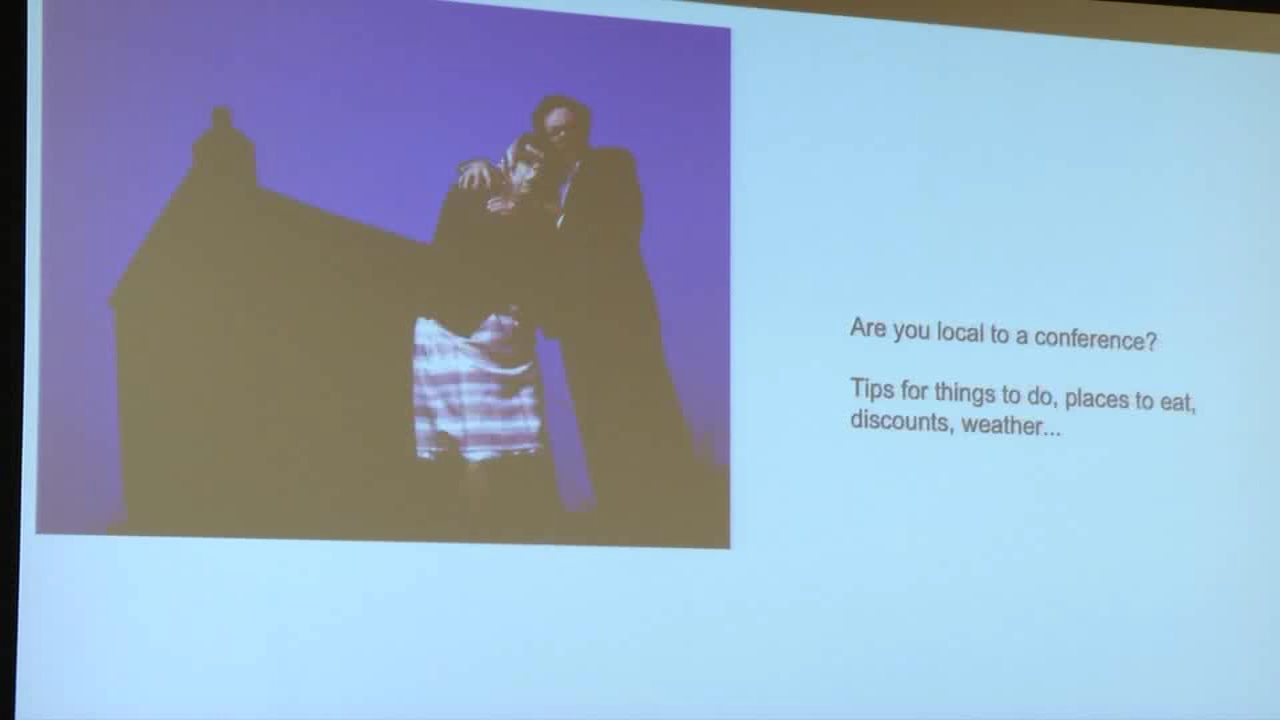 Are you local to a conference?
Tips for things to do, places to eat,
discounts, weather...